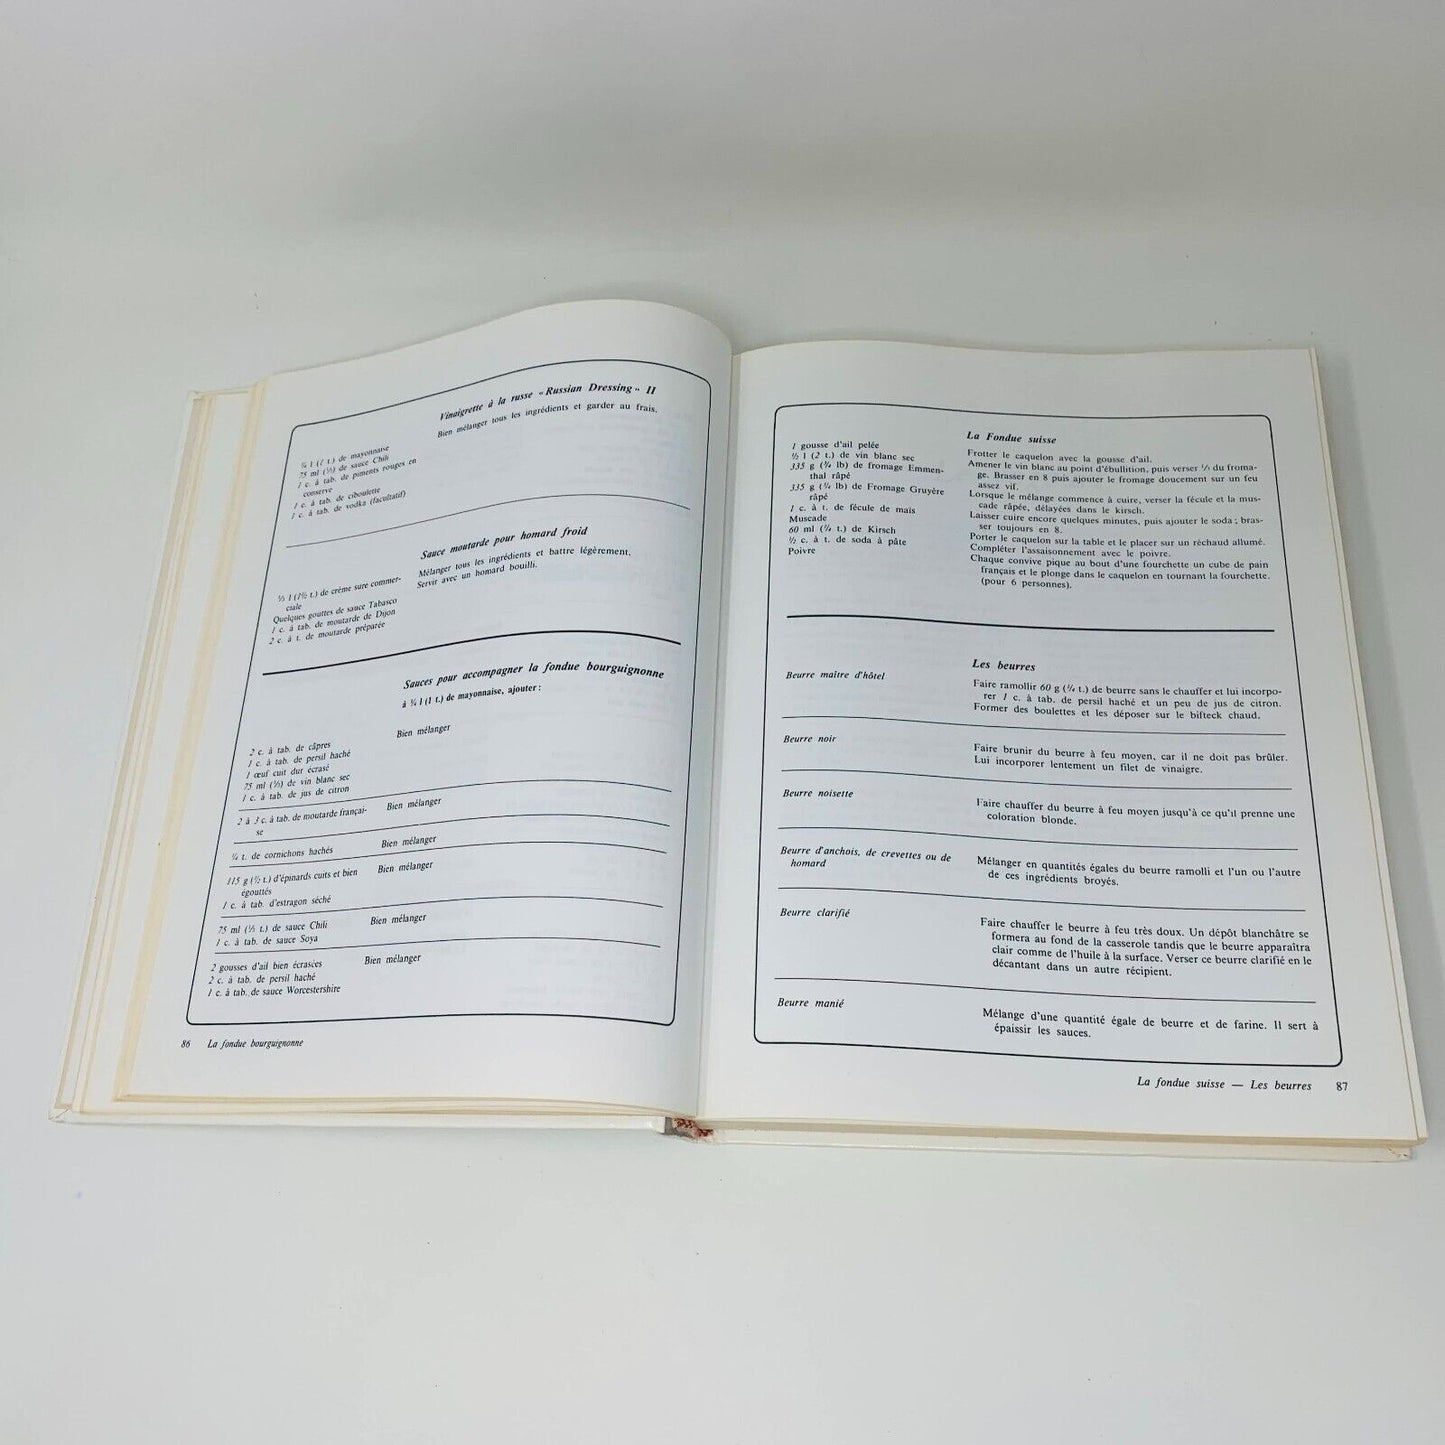 Vinaigrette à la russe «Russian Dressing» II
Bien mélanger tous les ingrédients et garder au frais.
¼ l (1 t.) de mayonnaise
75 ml (⅓) de sauce Chili
1 c. à tab. de piments rouges en
conserve
1 c. à tab. de ciboulette
1 c. à tab. de vodka (facultatif)
Sauce moutarde pour homard froid
Mélanger tous les ingrédients et battre légèrement.
Servir avec un homard bouilli.
⅓ l (1½ t.) de crème sure commer-
ciale
Quelques gouttes de sauce Tabasco
1 c. à tab. de moutarde de Dijon
2 c. à t. de moutarde préparée
Sauces pour accompagner la fondue bourguignonne
à ¼ l (1 t.) de mayonnaise, ajouter :
Bien mélanger
2 c. à tab. de câpres
1 c. à tab. de persil haché
1 œuf cuit dur écrasé
75 ml (⅓) de vin blanc sec
1 c. à tab. de jus de citron
2 à 3 c. à tab. de moutarde françai-
se
Bien mélanger
¼ t. de cornichons hachés
Bien mélanger
115 g (½ t.) d'épinards cuits et bien
égouttés
1 c. à tab. d'estragon séché
Bien mélanger
75 ml (⅓ t.) de sauce Chili
1 c. à tab. de sauce Soya
Bien mélanger
2 gousses d'ail bien écrasées
2 c. à tab. de persil haché
1 c. à tab. de sauce Worcestershire
Bien mélanger
86 La fondue bourguignonne
La Fondue suisse
1 gousse d'ail pelée
½ l (2 t.) de vin blanc sec
335 g (¾ lb) de fromage Emmen-
thal râpé
335 g (¾ lb) de Fromage Gruyère
râpé
1 c. à t. de fécule de maïs
Muscade
60 ml (¼ t.) de Kirsch
½ c. à t. de soda à pâte
Poivre
Frotter le caquelon avec la gousse d'ail.
Amener le vin blanc au point d'ébullition, puis verser ⅓ du froma-
ge. Brasser en 8 puis ajouter le fromage doucement sur un feu
assez vif.
Lorsque le mélange commence à cuire, verser la fécule et la mus-
cade râpée, délayées dans le kirsch.
Laisser cuire encore quelques minutes, puis ajouter le soda ; bras-
ser toujours en 8.
Porter le caquelon sur la table et le placer sur un réchaud allumé.
Compléter l'assaisonnement avec le poivre.
Chaque convive pique au bout d'une fourchette un cube de pain
français et le plonge dans le caquelon en tournant la fourchette.
(pour 6 personnes).
Les beurres
Beurre maître d'hôtel
Faire ramollir 60 g (¼ t.) de beurre sans le chauffer et lui incorpo-
rer 1 c. à tab. de persil haché et un peu de jus de citron.
Former des boulettes et les déposer sur le bifteck chaud.
Beurre noir
Faire brunir du beurre à feu moyen, car il ne doit pas brûler.
Lui incorporer lentement un filet de vinaigre.
Beurre noisette
Faire chauffer du beurre à feu moyen jusqu'à ce qu'il prenne une
coloration blonde.
Beurre d'anchois, de crevettes ou de
homard
Mélanger en quantités égales du beurre ramolli et l'un ou l'autre
de ces ingrédients broyés.
Beurre clarifié
Faire chauffer le beurre à feu très doux. Un dépôt blanchâtre se
formera au fond de la casserole tandis que le beurre apparaîtra
clair comme de l'huile à la surface. Verser ce beurre clarifié en le
décantant dans un autre récipient.
Beurre manié
Mélange d'une quantité égale de beurre et de farine. Il sert à
épaissir les sauces.
La fondue suisse — Les beurres 87